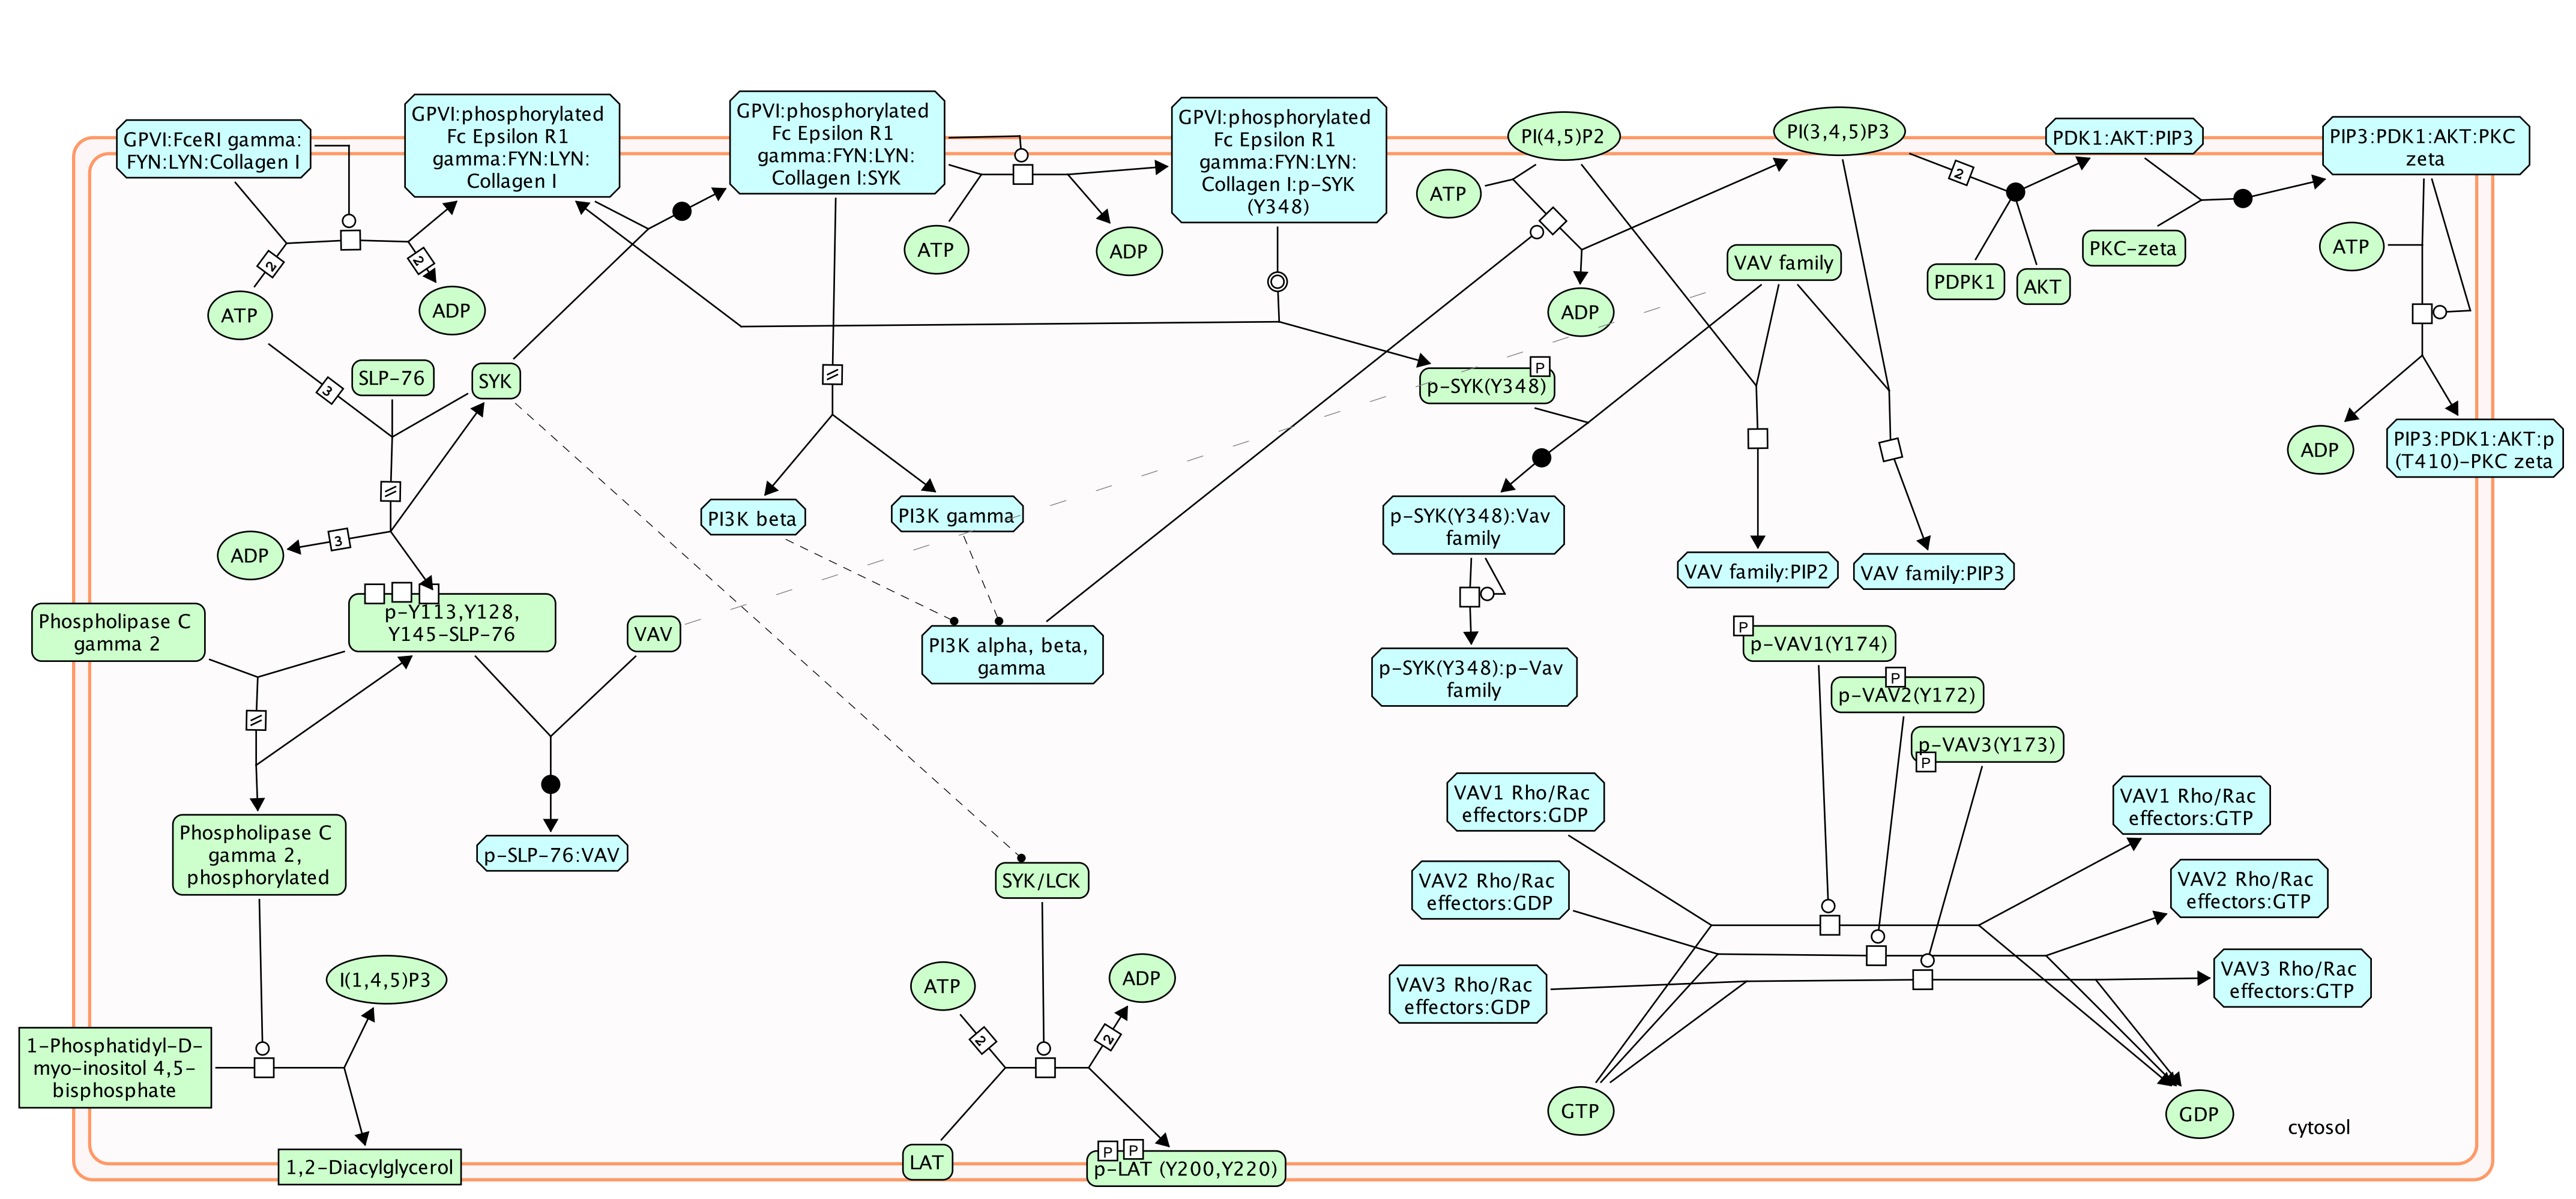 GPVI:FceRI gamma:
FYN:LYN:Collagen I
GPVI:phosphorylated
Fc Epsilon R1
gamma:FYN:LYN:
Collagen I
GPVI:phosphorylated
Fc Epsilon R1
gamma:FYN:LYN:
Collagen I:SYK
GPVI:phosphorylated
Fc Epsilon R1
gamma:FYN:LYN:
Collagen I:p-SYK
(Y348)
PI(4,5)P2
PI(3,4,5)P3
PDK1:AKT:PIP3
PIP3:PDK1:AKT:PKC
zeta
2
ATP
2
ADP
ATP
ADP
ATP
ADP
VAV family
2
PDPK1
AKT
PKC-zeta
ATP
ADP
PIP3:PDK1:AKT:p
(T410)-PKC zeta
3
SLP-76
SYK
P
p-SYK(Y348)
ADP
3
PI3K beta
PI3K gamma
p-SYK(Y348):Vav
family
VAV family:PIP2
VAV family:PIP3
Phospholipase C
gamma 2
p-Y113,Y128,
Y145-SLP-76
VAV
PI3K alpha, beta,
gamma
p-SYK(Y348):p-Vav
family
P
p-VAV1(Y174)
P
p-VAV2(Y172)
p-VAV3(Y173)
P
Phospholipase C
gamma 2,
phosphorylated
p-SLP-76:VAV
SYK/LCK
VAV1 Rho/Rac
effectors:GDP
VAV2 Rho/Rac
effectors:GDP
VAV3 Rho/Rac
effectors:GDP
VAV1 Rho/Rac
effectors:GTP
VAV2 Rho/Rac
effectors:GTP
VAV3 Rho/Rac
effectors:GTP
I(1,4,5)P3
ATP
ADP
2
2
1-Phosphatidyl-D-
myo-inositol 4,5-
bisphosphate
GTP
GDP
cytosol
1,2-Diacylglycerol
LAT
P
P
p-LAT (Y200,Y220)